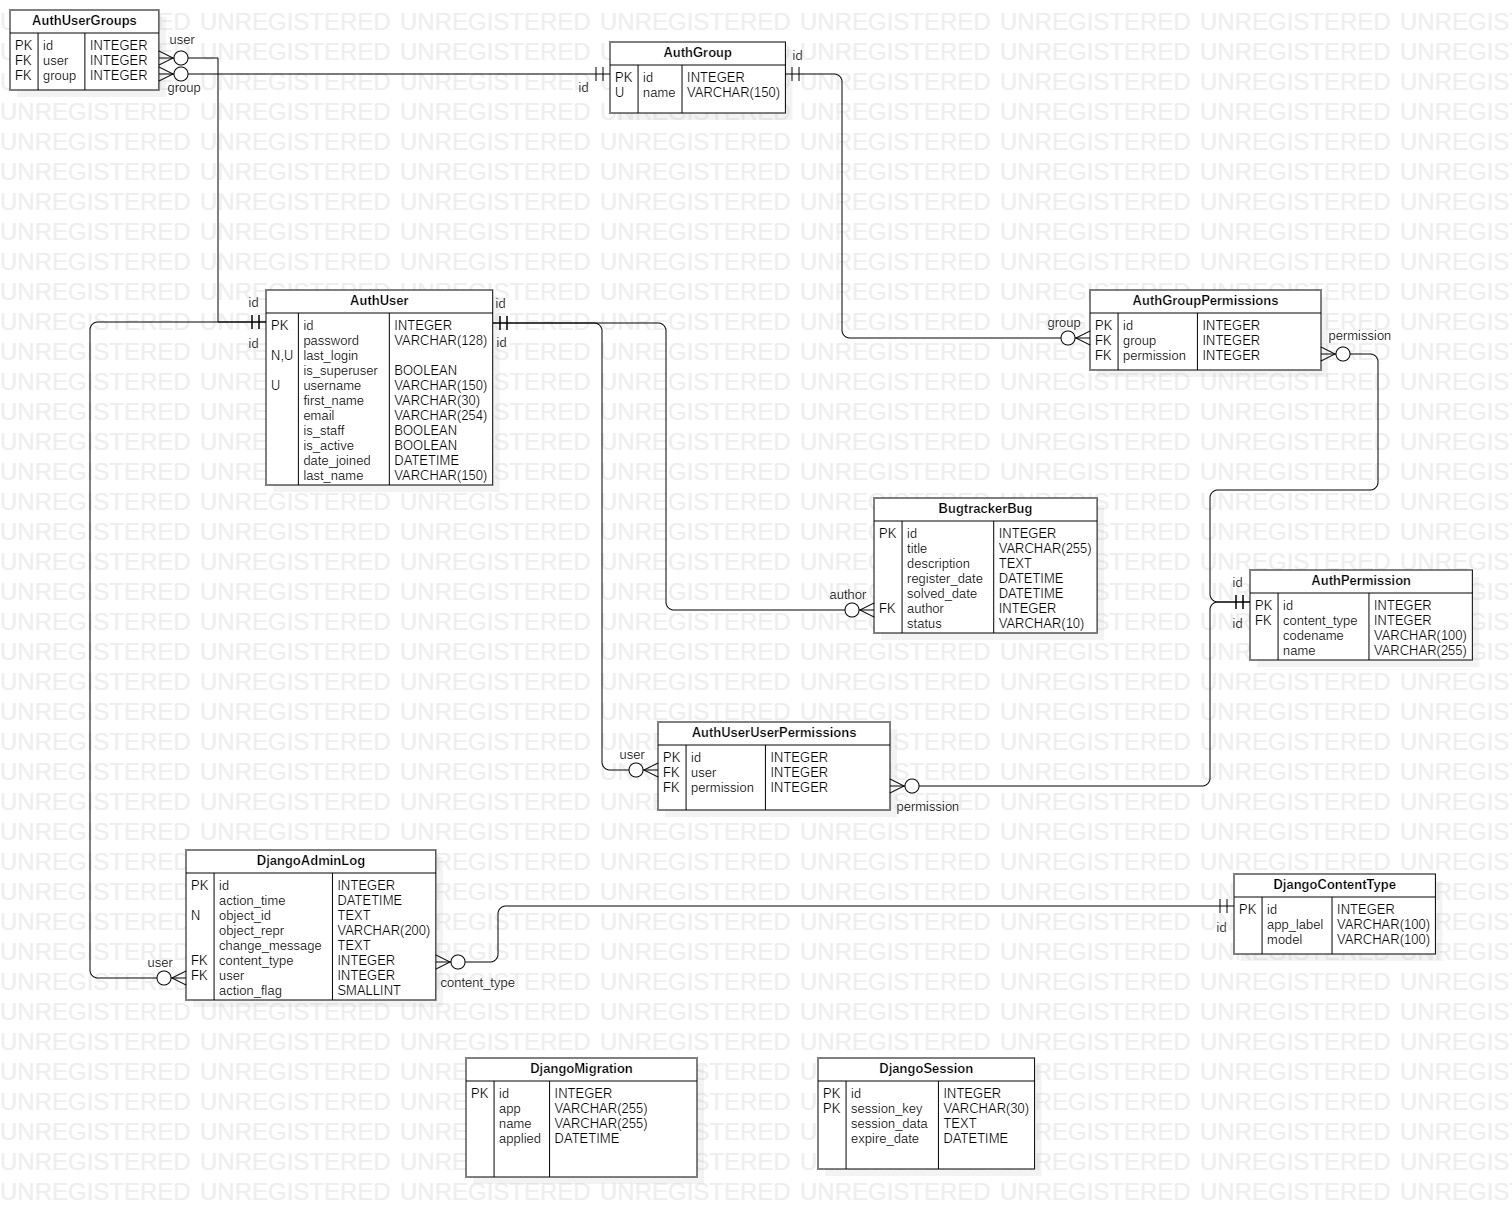 AuthUserGroups
PK id INTEGER
FK user INTEGER
FK group INTEGER
user
group
id
AuthGroup
PK id INTEGER
U name VARCHAR(150)
id
id
id
AuthUser
PK id INTEGER
password VARCHAR(128)
N,U last_login
is_superuser BOOLEAN
U username VARCHAR(150)
first_name VARCHAR(30)
email VARCHAR(254)
is_staff BOOLEAN
is_active BOOLEAN
date_joined DATETIME
last_name VARCHAR(150)
id
id
group
AuthGroupPermissions
PK id INTEGER
FK group INTEGER
FK permission INTEGER
permission
author
BugtrackerBug
PK id INTEGER
title VARCHAR(255)
description TEXT
register_date DATETIME
solved_date DATETIME
FK author INTEGER
status VARCHAR(10)
id
id
AuthPermission
PK id INTEGER
FK content_type INTEGER
codename VARCHAR(100)
name VARCHAR(255)
user
AuthUserUserPermissions
PK id INTEGER
FK user INTEGER
FK permission INTEGER
permission
user
DjangoAdminLog
PK id INTEGER
action_time DATETIME
N object_id TEXT
object_repr VARCHAR(200)
change_message TEXT
FK content_type INTEGER
FK user INTEGER
action_flag SMALLINT
content_type
id
DjangoContentType
PK id INTEGER
app_label VARCHAR(100)
model VARCHAR(100)
DjangoMigration
PK id INTEGER
app VARCHAR(255)
name VARCHAR(255)
applied DATETIME
DjangoSession
PK id INTEGER
PK session_key VARCHAR(30)
session_data TEXT
expire_date DATETIME
UNREGISTERED